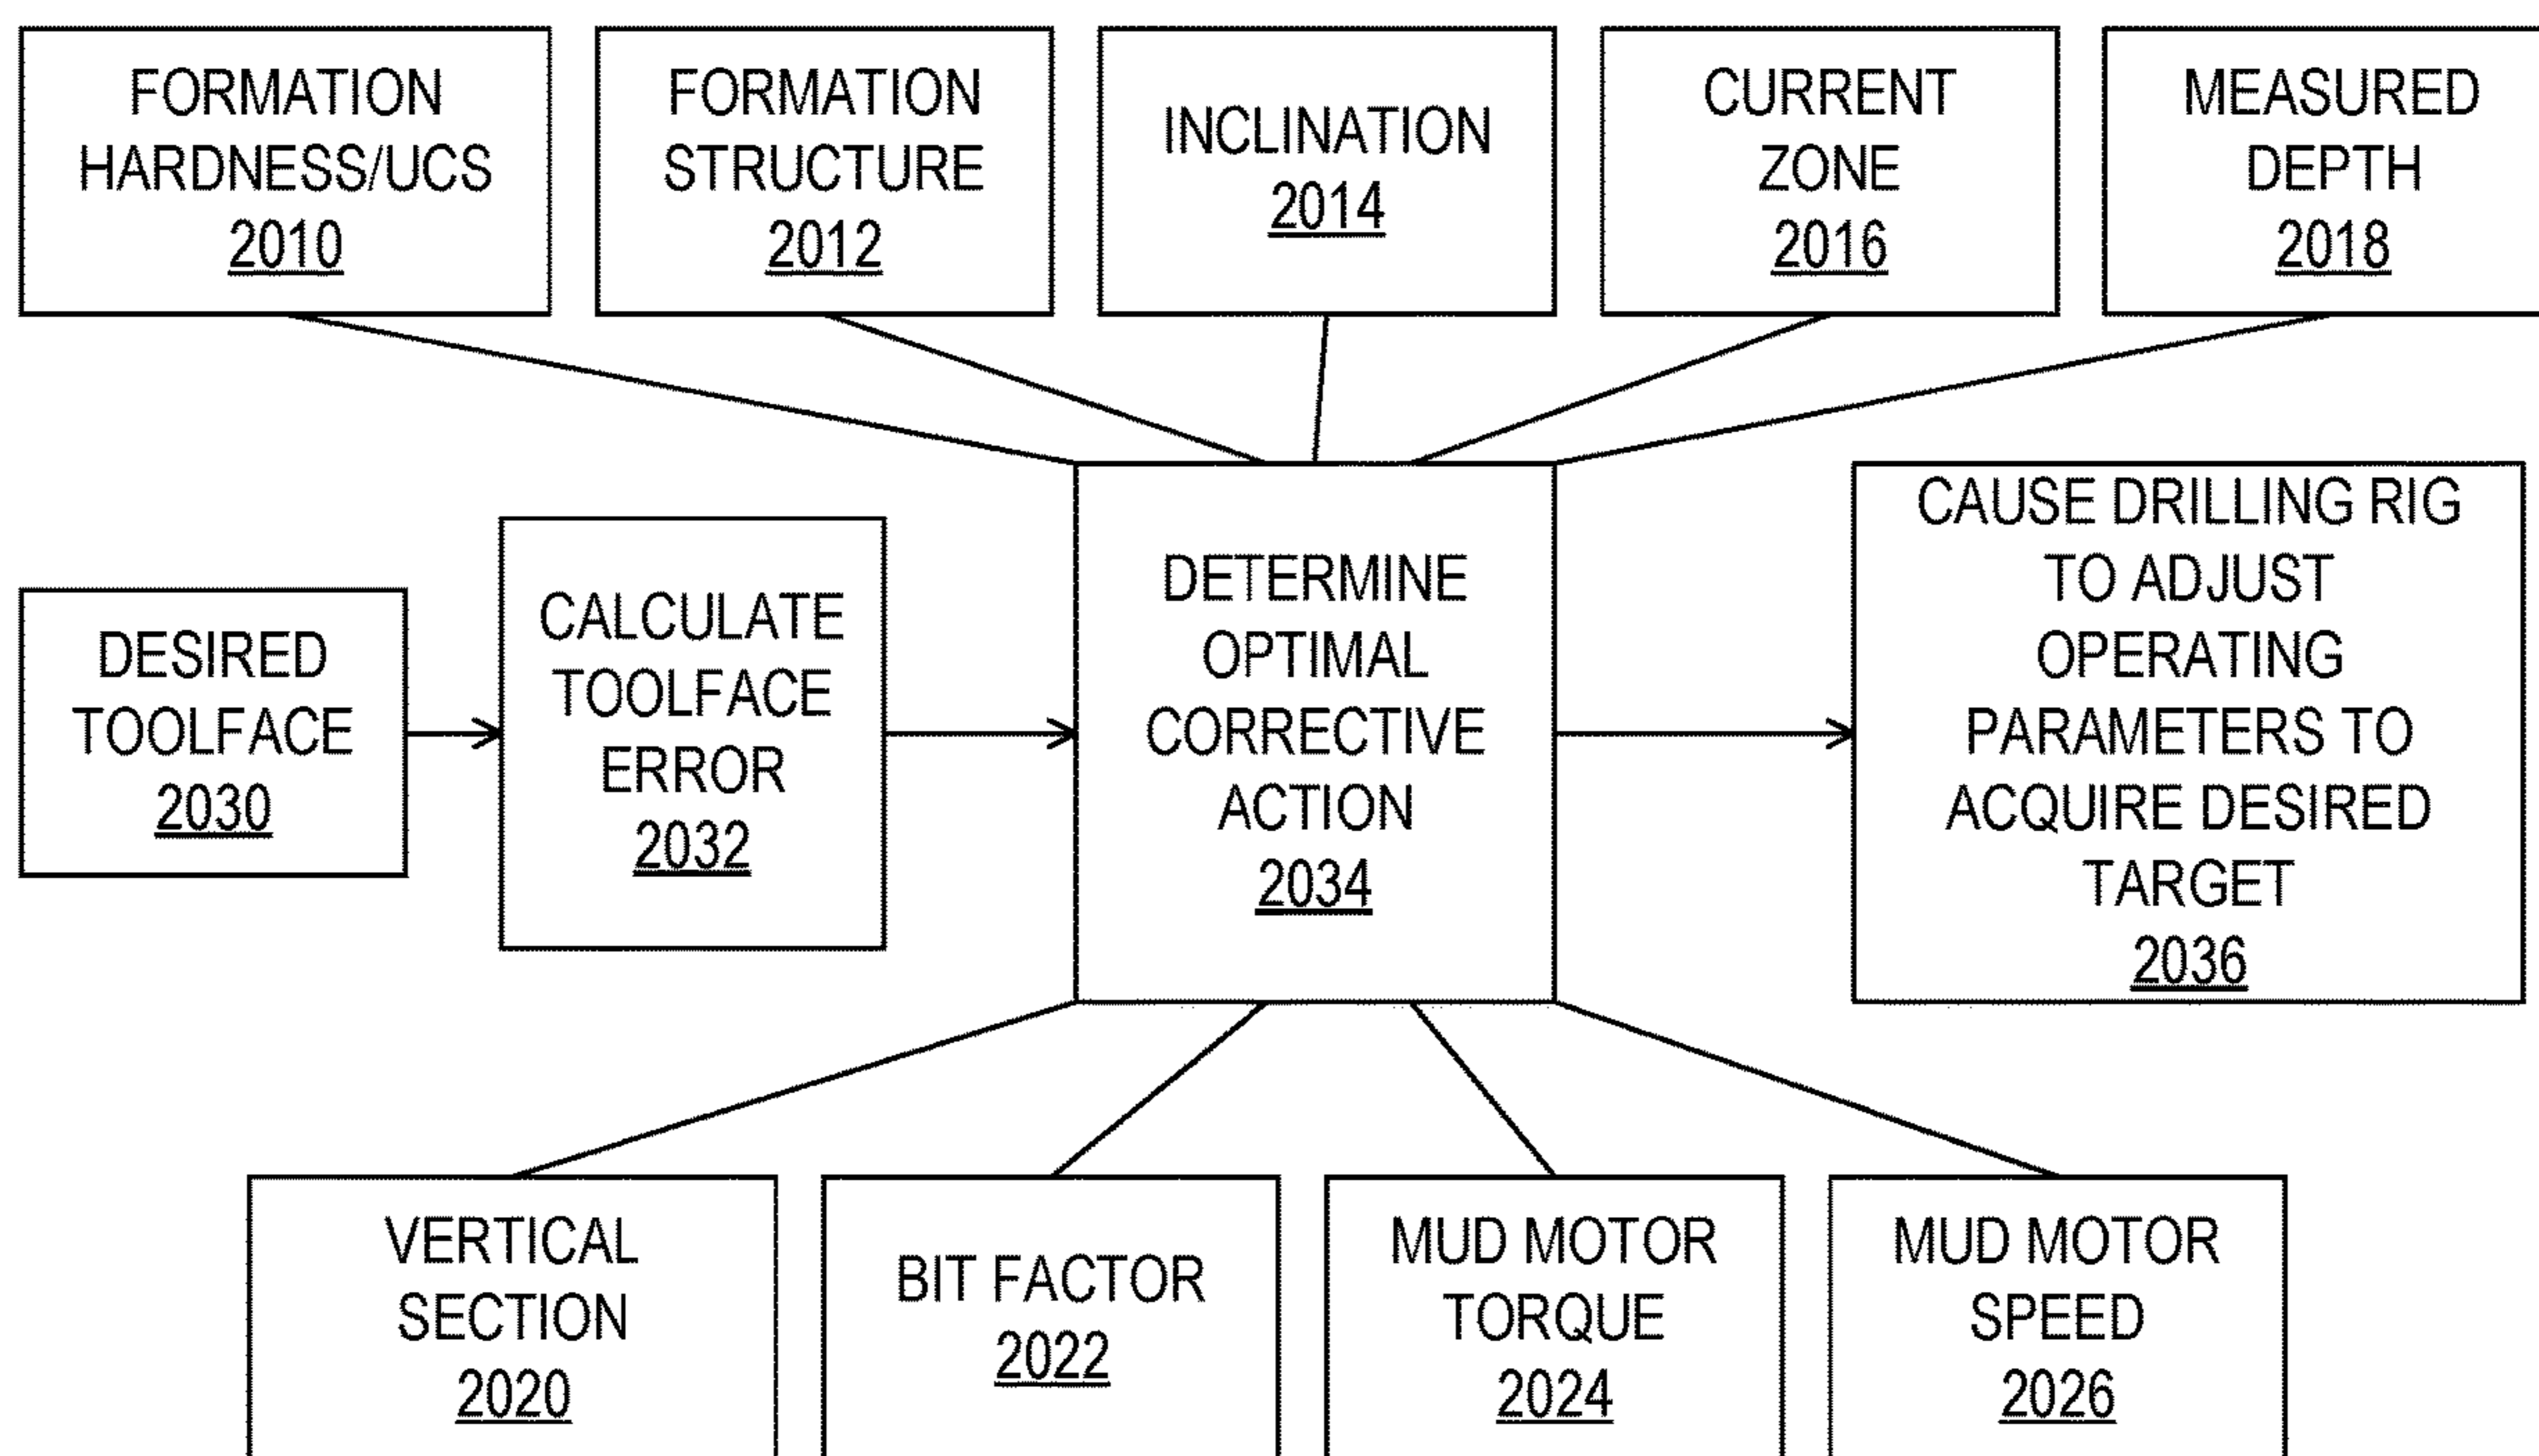 FORMATION
HARDNESS/UCS
2010
FORMATION
STRUCTURE
2012
INCLINATION
2014
CURRENT
ZONE
2016
MEASURED
DEPTH
2018
DESIRED
TOOLFACE
2030
CALCULATE
TOOLFACE
ERROR
2032
DETERMINE
OPTIMAL
CORRECTIVE
ACTION
2034
CAUSE DRILLING RIG
TO ADJUST
OPERATING
PARAMETERS TO
ACQUIRE DESIRED
TARGET
2036
VERTICAL
SECTION
2020
BIT FACTOR
2022
MUD MOTOR
TORQUE
2024
MUD MOTOR
SPEED
2026